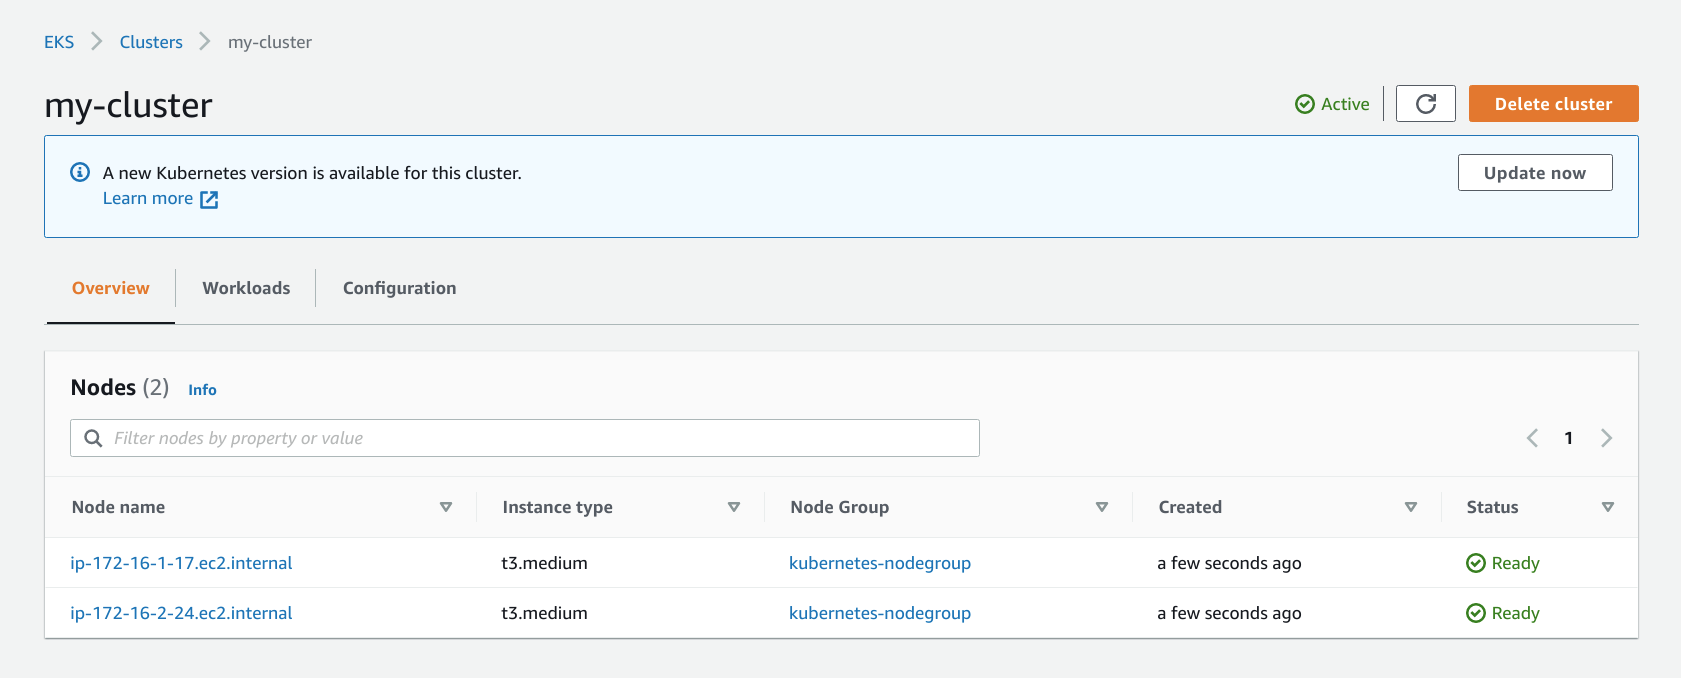 EKS Clusters my-cluster
my-cluster
Active
Delete cluster
A new Kubernetes version is available for this cluster.
Learn more
Update now
Overview Workloads Configuration
Nodes (2) Info
Filter nodes by property or value
1
Node name Instance type Node Group Created Status
ip-172-16-1-17.ec2.internal t3.medium kubernetes-nodegroup a few seconds ago Ready
ip-172-16-2-24.ec2.internal t3.medium kubernetes-nodegroup a few seconds ago Ready